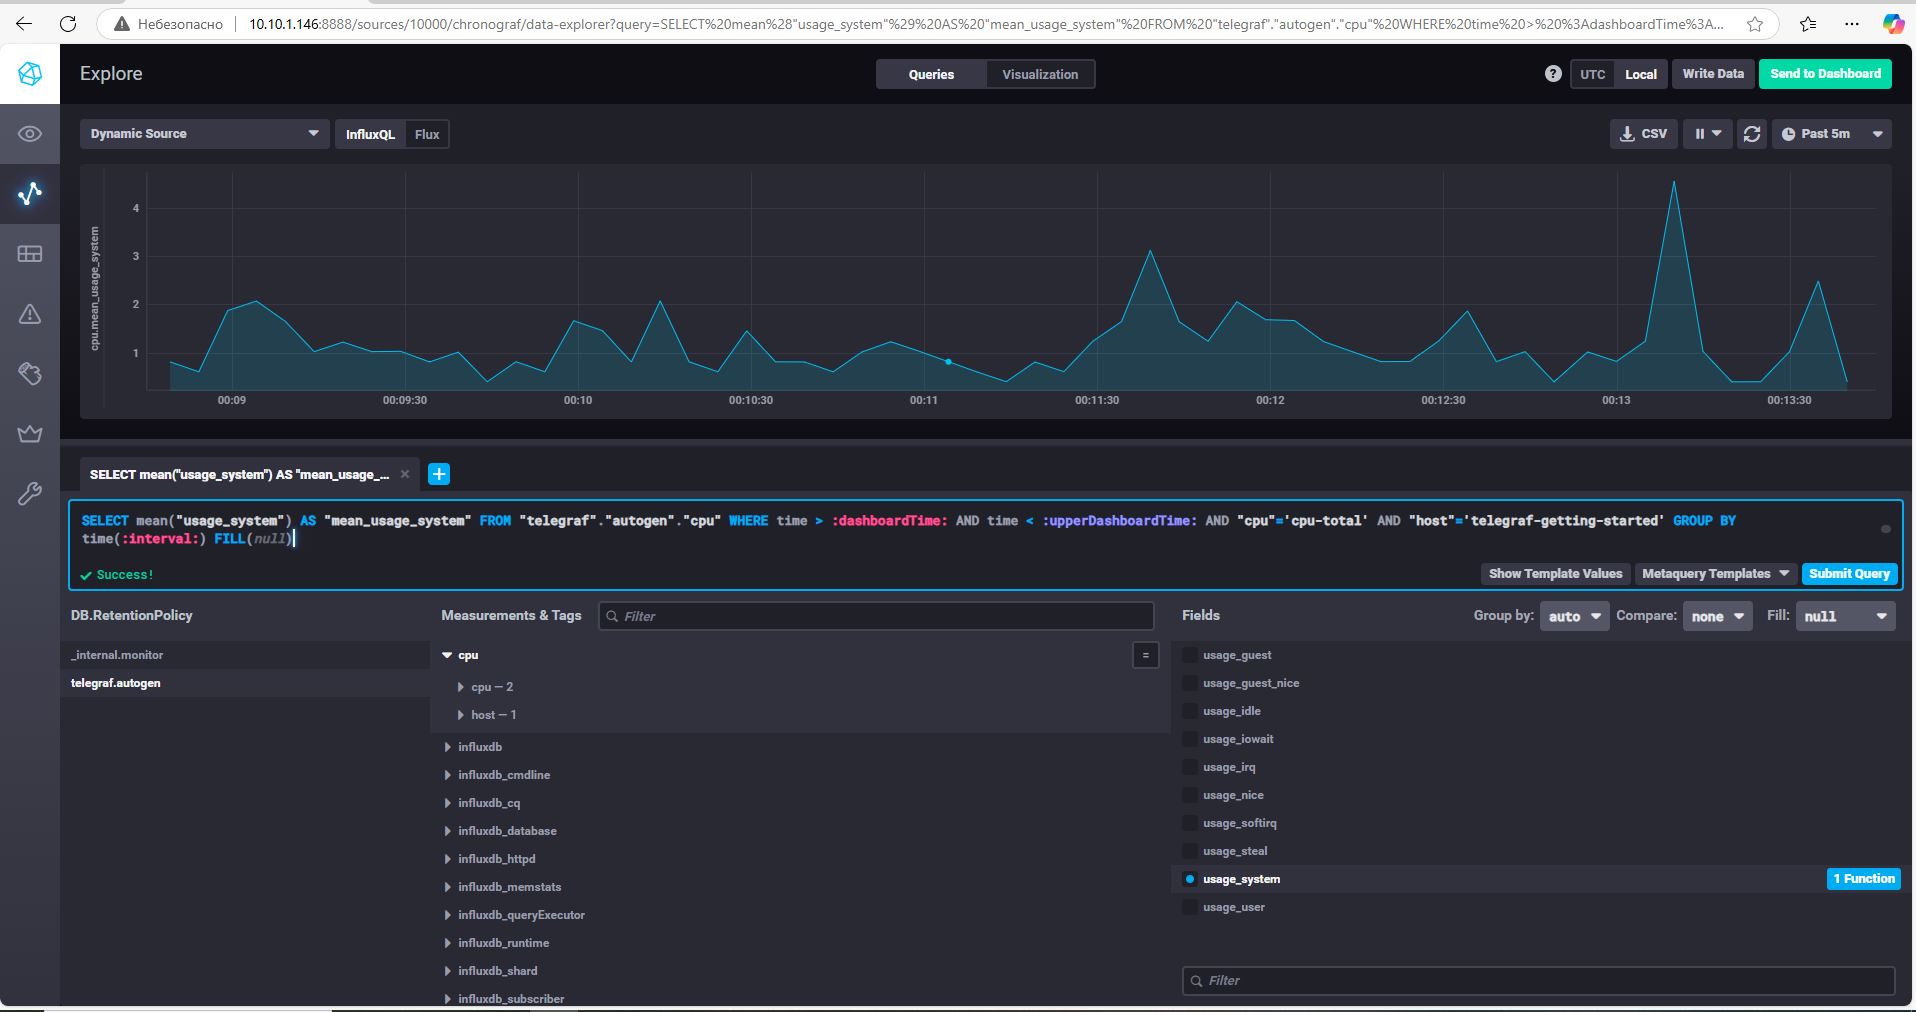 Небезопасно
10.10.1.146:8888/sources/10000/chronograf/data-explorer?query=SELECT%20mean%28"usage_system"%29%20AS%20"mean_usage_system"%20FROM%20"telegraf"."autogen"."cpu"%20WHERE%20time%20>%20%3AdashboardTime%3A...
Explore
Queries
Visualization
?
UTC
Local
Write Data
Send to Dashboard
Dynamic Source
InfluxQL
Flux
CSV
Past 5m
cpu.mean_usage_system
4
3
2
1
00:09
00:09:30
00:10
00:10:30
00:11
00:11:30
00:12
00:12:30
00:13
00:13:30
SELECT mean("usage_system") AS "mean_usage_...
SELECT mean("usage_system") AS "mean_usage_system" FROM "telegraf"."autogen"."cpu" WHERE time > :dashboardTime: AND time < :upperDashboardTime: AND "cpu"='cpu-total' AND "host"='telegraf-getting-started' GROUP BY
time(:interval:) FILL(null)
Success!
Show Template Values
Metaquery Templates
Submit Query
DB.RetentionPolicy
_internal.monitor
telegraf.autogen
Measurements & Tags
Filter
cpu
=
cpu — 2
host — 1
influxdb
influxdb_cmdline
influxdb_cq
influxdb_database
influxdb_httpd
influxdb_memstats
influxdb_queryExecutor
influxdb_runtime
influxdb_shard
influxdb_subscriber
Fields
Group by:
auto
Compare:
none
Fill:
null
usage_guest
usage_guest_nice
usage_idle
usage_iowait
usage_irq
usage_nice
usage_softirq
usage_steal
usage_system
1 Function
usage_user
Filter